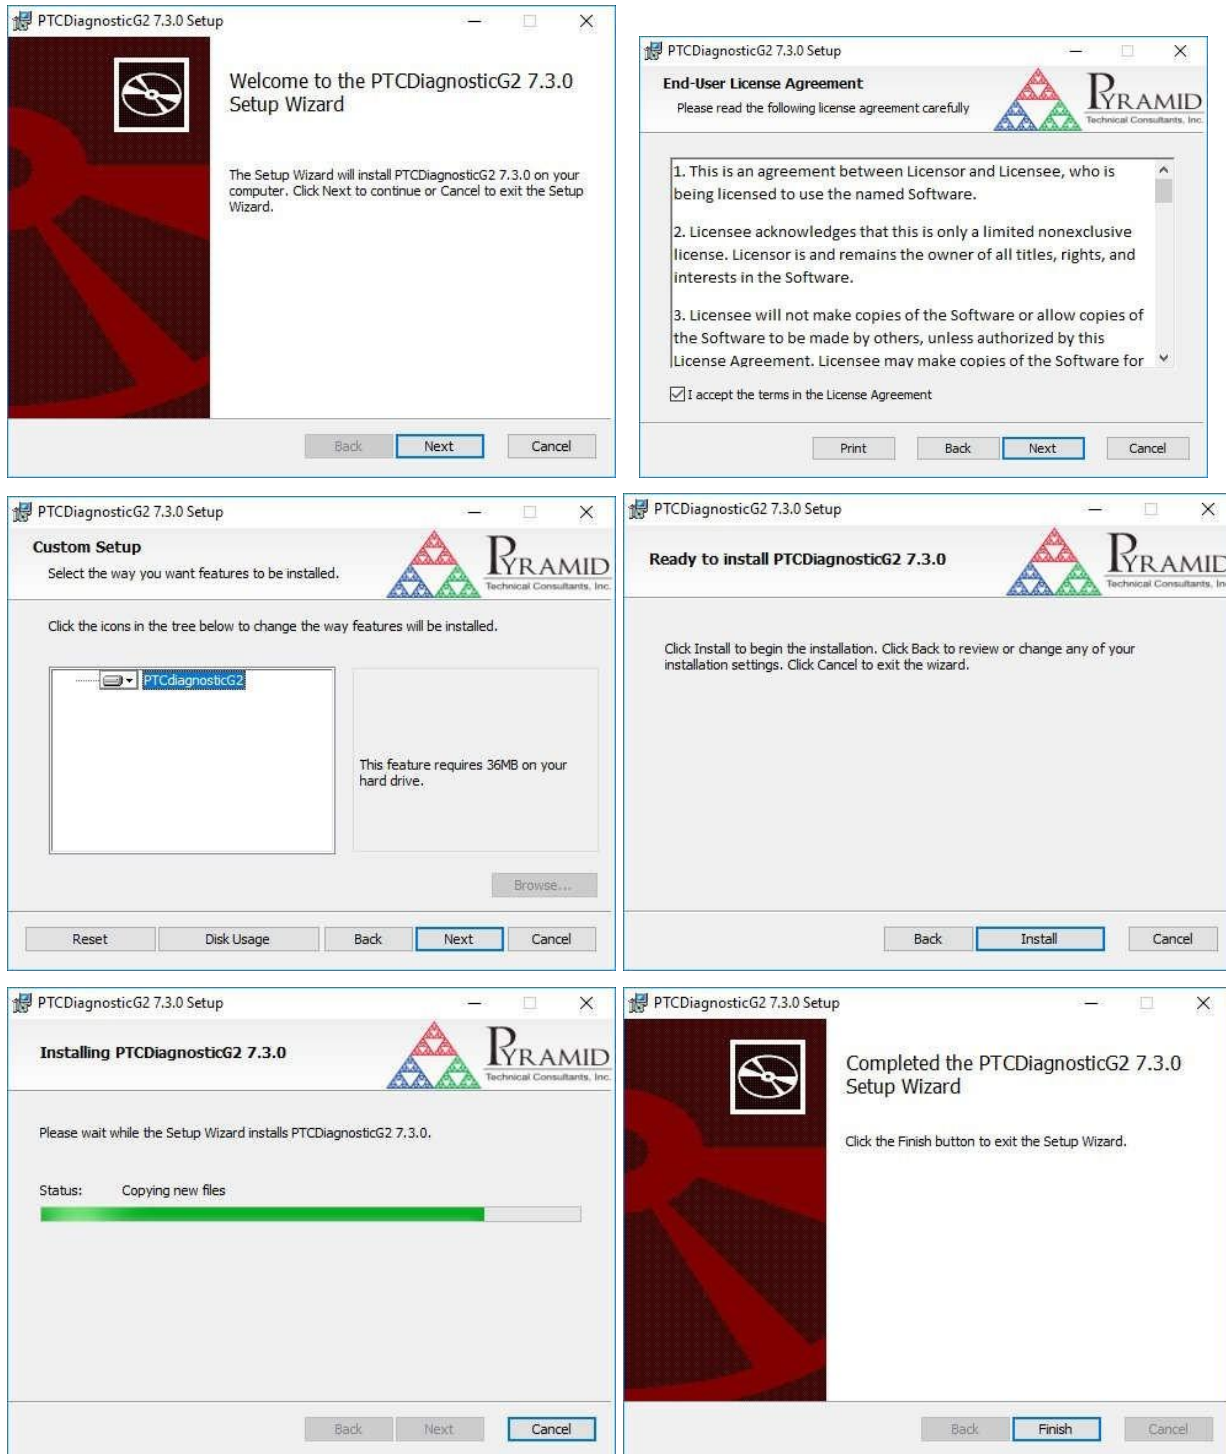 PTCDiagnosticG2 7.3.0 Setup
Welcome to the PTCDiagnosticG2 7.3.0
Setup Wizard
The Setup Wizard will install PTCDiagnosticG2 7.3.0 on your
computer. Click Next to continue or Cancel to exit the Setup
Wizard.
Back Next Cancel
PTCDiagnosticG2 7.3.0 Setup
End-User License Agreement
Please read the following license agreement carefully
PYRAMID
Technical Consultants, Inc.
1. This is an agreement between Licensor and Licensee, who is
being licensed to use the named Software.
2. Licensee acknowledges that this is only a limited nonexclusive
license. Licensor is and remains the owner of all titles, rights, and
interests in the Software.
3. Licensee will not make copies of the Software or allow copies of
the Software to be made by others, unless authorized by this
License Agreement. Licensee may make copies of the Software for
I accept the terms in the License Agreement
Print Back Next Cancel
PTCDiagnosticG2 7.3.0 Setup
Custom Setup
Select the way you want features to be installed.
PYRAMID
Technical Consultants, Inc.
Click the icons in the tree below to change the way features will be installed.
PTCdiagnosticG2
This feature requires 36MB on your
hard drive.
Browse...
Reset Disk Usage Back Next Cancel
PTCDiagnosticG2 7.3.0 Setup
Ready to install PTCDiagnosticG2 7.3.0
PYRAMID
Technical Consultants, In
Click Install to begin the installation. Click Back to review or change any of your
installation settings. Click Cancel to exit the wizard.
Back Install Cancel
PTCDiagnosticG2 7.3.0 Setup
Installing PTCDiagnosticG2 7.3.0
PYRAMID
Technical Consultants, Inc.
Please wait while the Setup Wizard installs PTCDiagnosticG2 7.3.0.
Status: Copying new files
Back Next Cancel
PTCDiagnosticG2 7.3.0 Setup
Completed the PTCDiagnosticG2 7.3.0
Setup Wizard
Click the Finish button to exit the Setup Wizard.
Back Finish Cancel